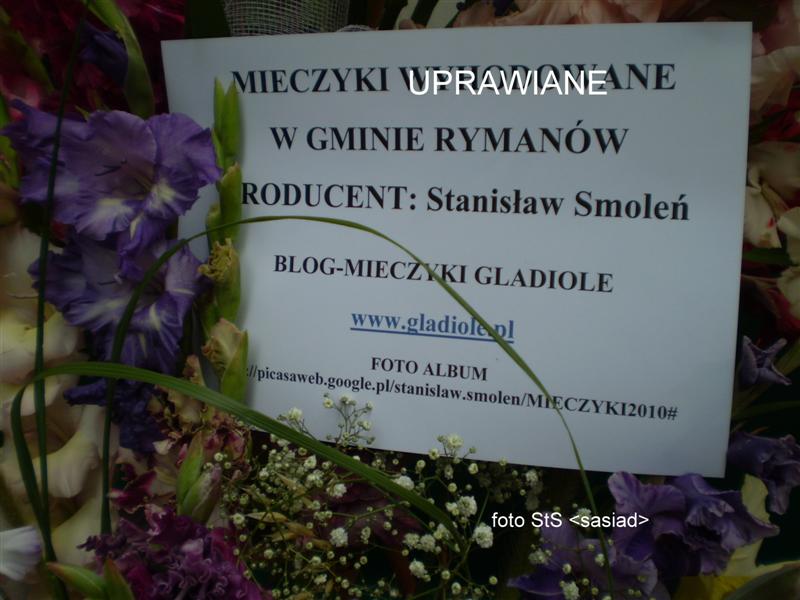 MIECZYKI WYHODOWANE
UPRAWIANE
W GMINIE RYMANÓW
RODUCENT: Stanisław Smoleń
BLOG-MIECZYKI GLADIOLE
www.gladiole.pl
FOTO ALBUM
://picasaweb.google.pl/stanislaw.smolen/MIECZYKI2010#
foto StS <sasiad>